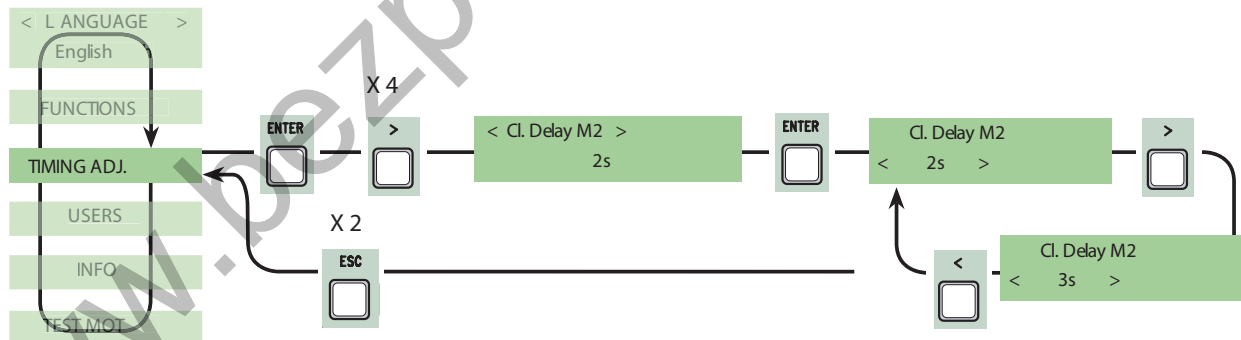 < L ANGUAGE >
English
FUNCTIONS
TIMING ADJ.
USERS
INFO
TEST MOT
ENTER
X 4
>
< Cl. Delay M2 >
2s
ENTER
Cl. Delay M2
< 2s >
>
Cl. Delay M2
< 3s >
<
X 2
ESC
w.bezp